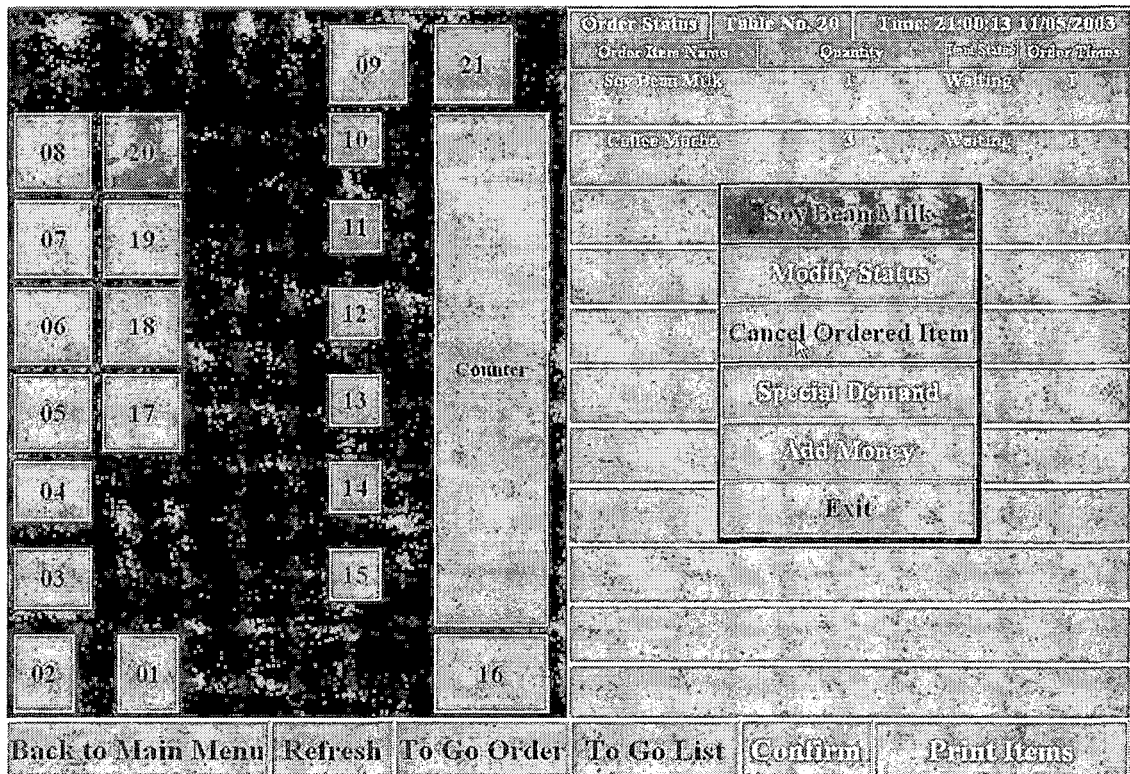 09 21
10
08 20
11
07 19
12
06 18
Counter
13
05 17
14
04
15
03
02 01 16
Order Status Table No. 20 Time: 21:00:13 11/05/2003
Order Item Name Quantity Item Status Order Times
Soy Bean Milk 1 Waiting 1
Coffee Mocha 3 Waiting 1
Soy Bean Milk
Modify Status
Cancel Ordered Item
Special Demand
Add Money
Exit
Back to Main Menu Refresh To Go Order To Go List Confirm Print Items